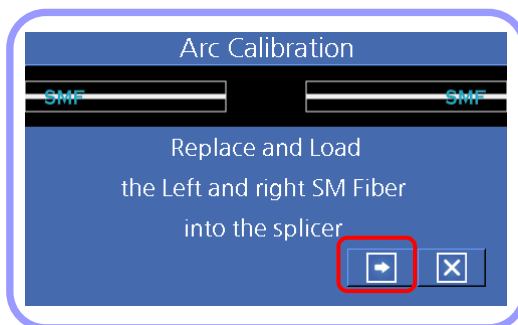 Arc Calibration
SMF SMF
Replace and Load
the Left and right SM Fiber
into the splicer